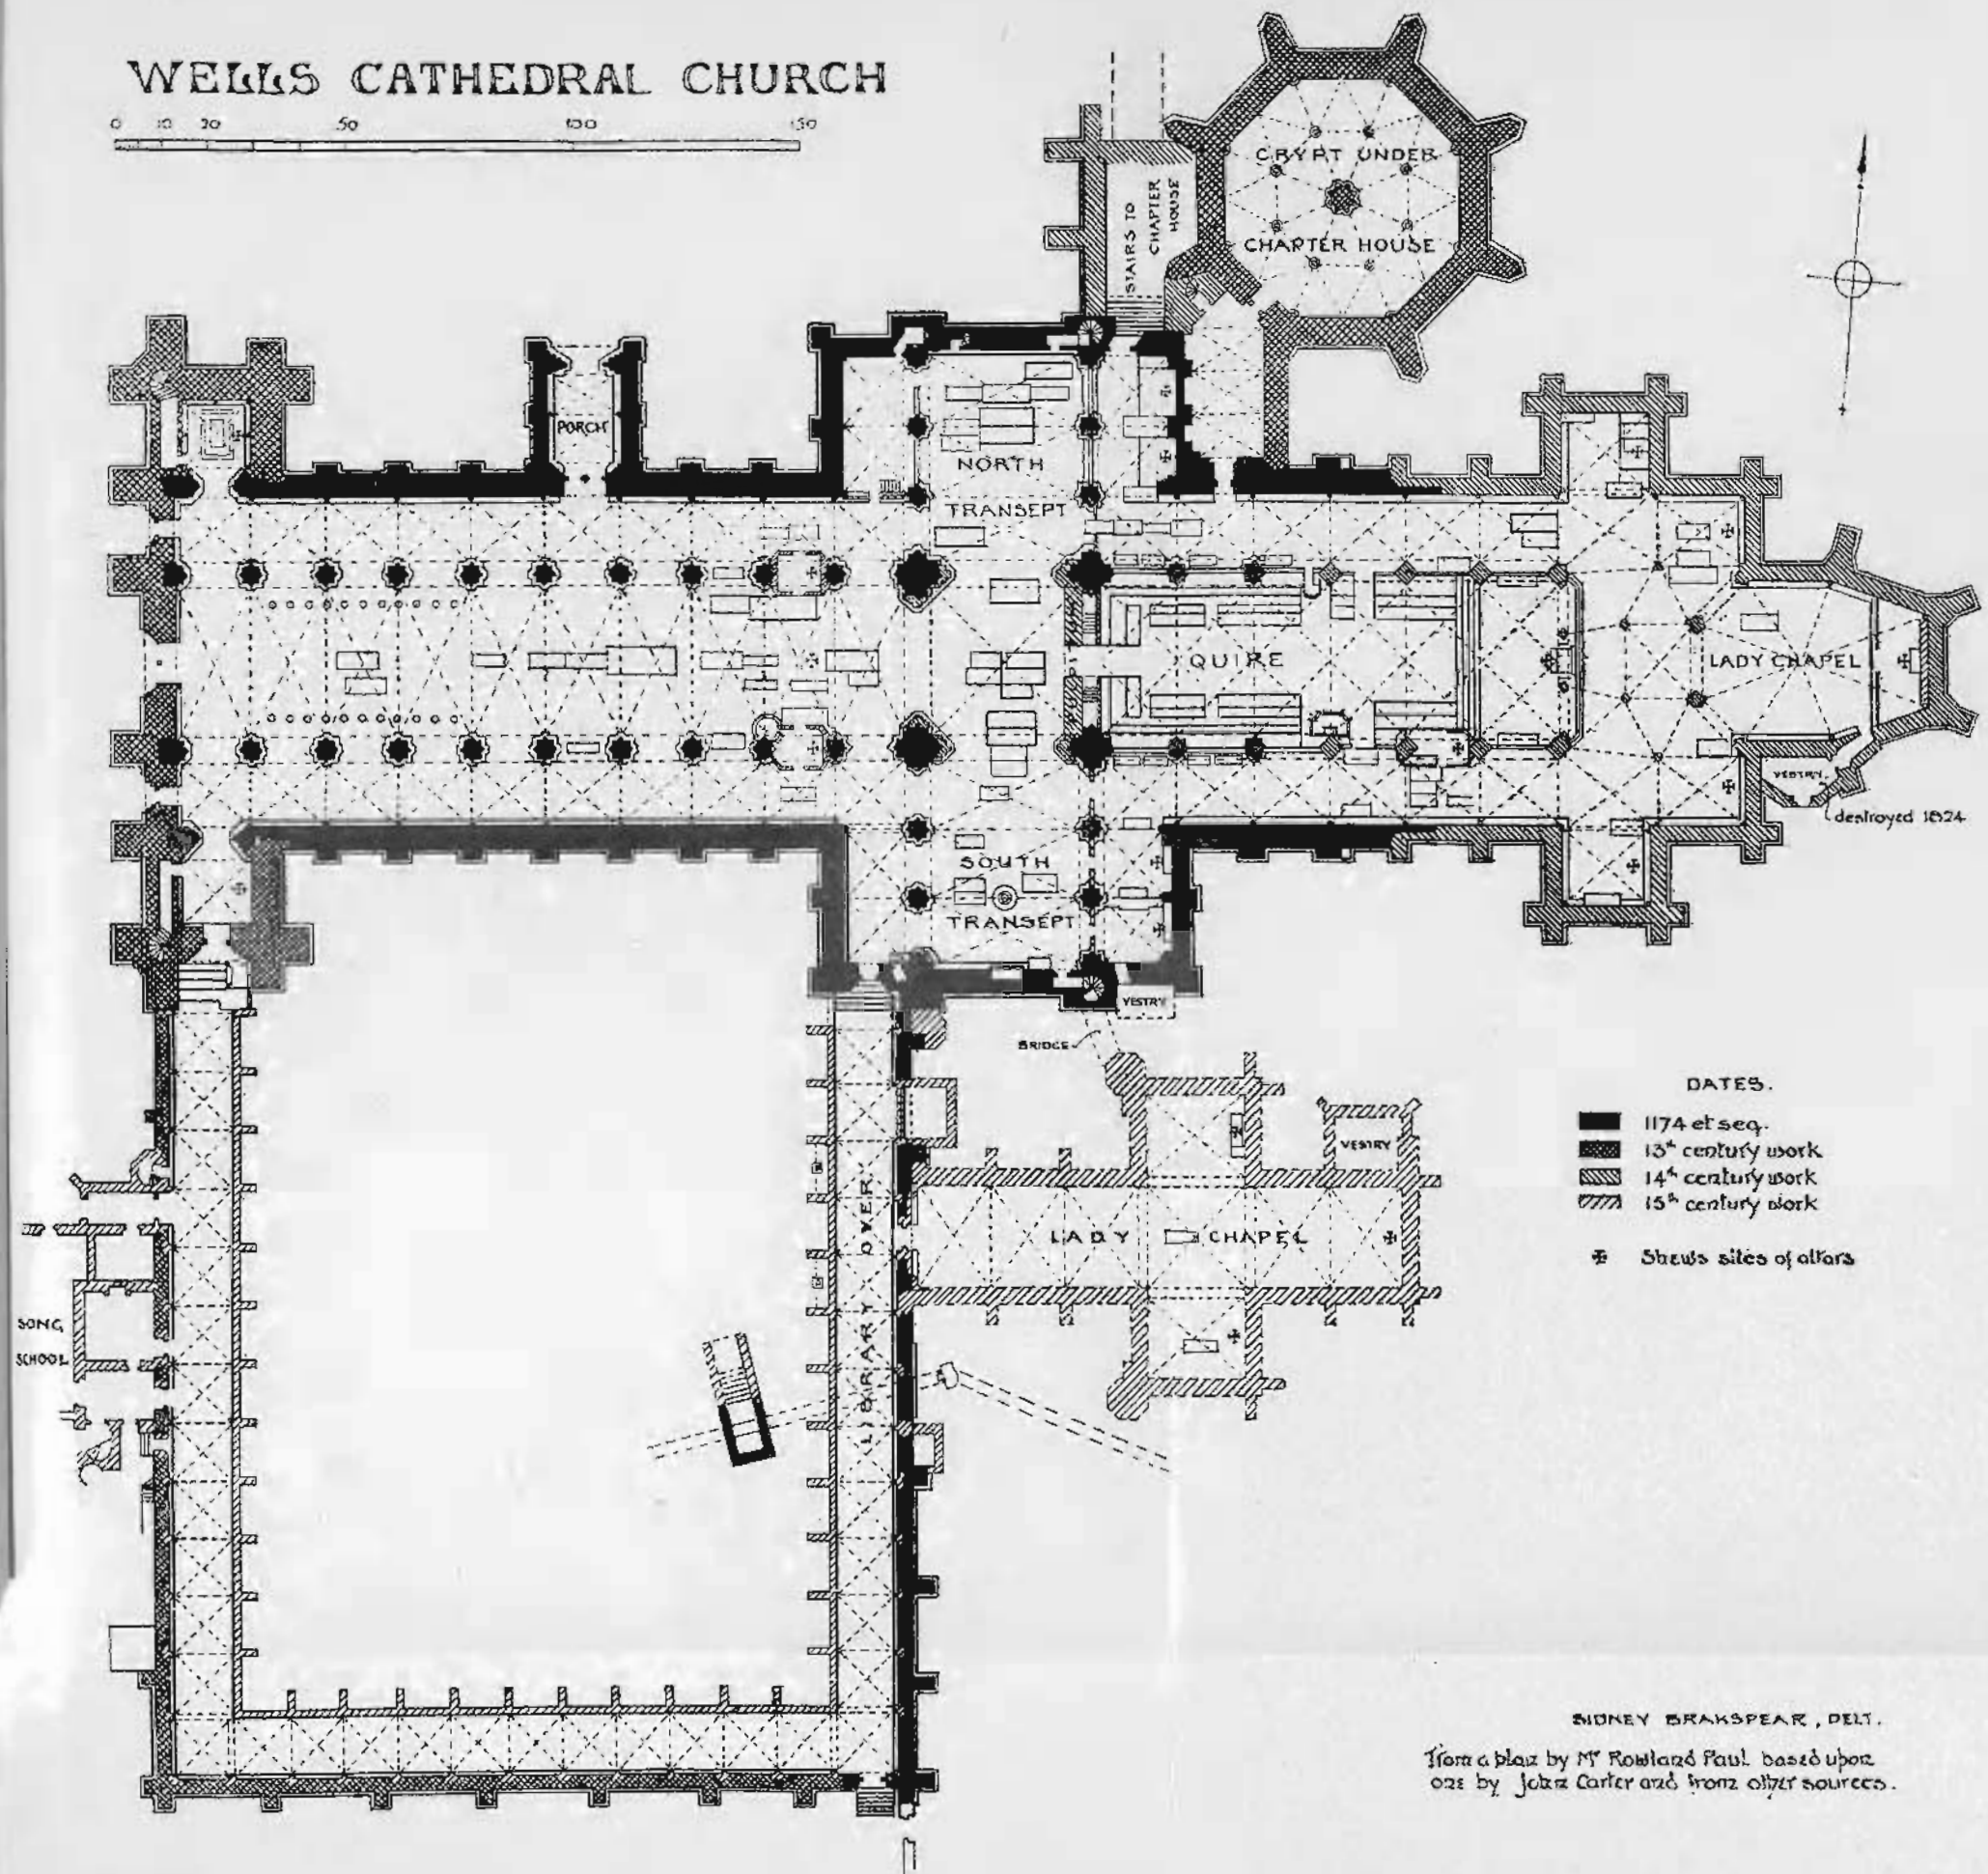 WELLS CATHEDRAL CHURCH
0 10 20 50 100 150
CRYPT UNDER
CHAPTER HOUSE
STAIRS TO
CHAPTER
HOUSE
PORCH
NORTH
TRANSEPT
QUIRE
LADY CHAPEL
VESTRY.
destroyed 1824
SOUTH
TRANSEPT
VESTRY
BRIDGE
DATES.
1174 et seq.
13th century work
14th century work
15th century work
✠ Shews sites of altars
VESTRY
LADY CHAPEL
LIBRARY OVER
SONG
SCHOOL
SIDNEY BRAKSPEAR, DELT.
From a plan by Mr Rowland Paul based upon
one by John Carter and from other sources.